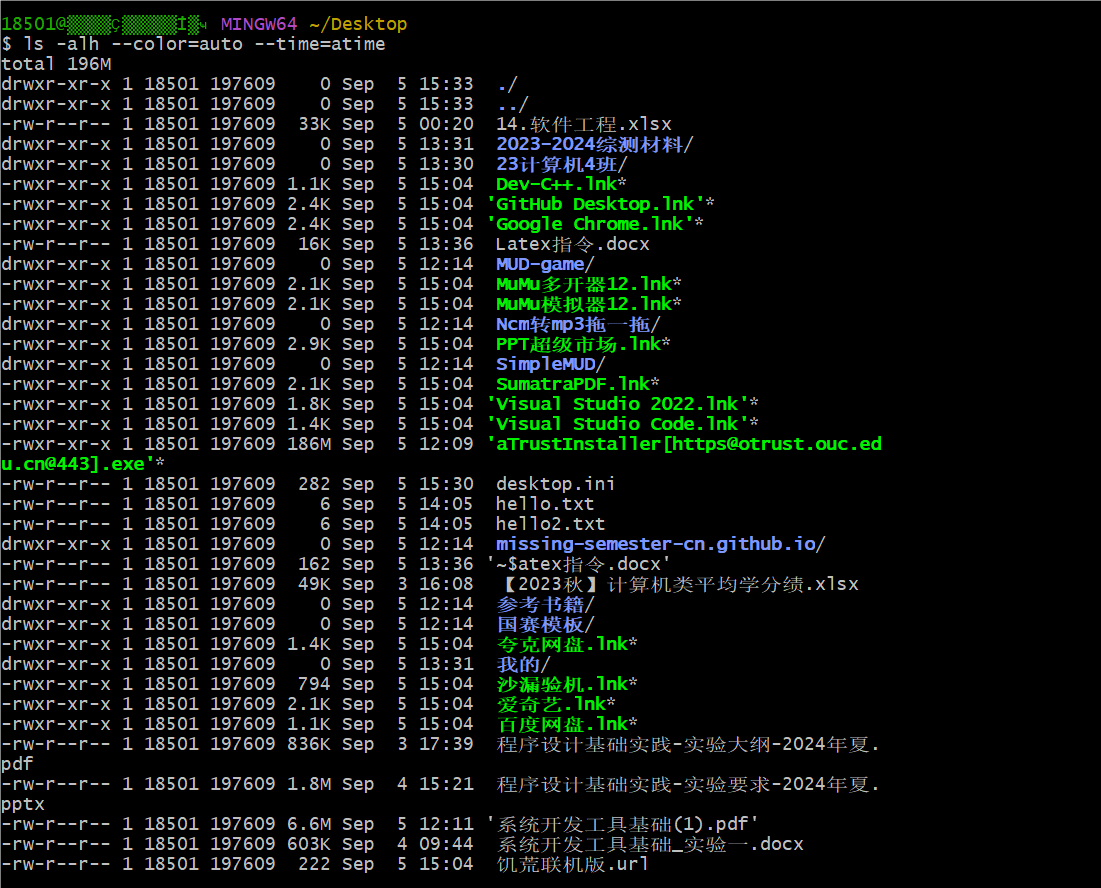 18501@ MINGW64 ~/Desktop
$ ls -alh --color=auto --time=atime
total 196M
drwxr-xr-x 1 18501 197609    0 Sep  5 15:33  ./
drwxr-xr-x 1 18501 197609    0 Sep  5 15:33  ../
-rw-r--r-- 1 18501 197609  33K Sep  5 00:20  14.软件工程.xlsx
drwxr-xr-x 1 18501 197609    0 Sep  5 13:31  2023-2024综测材料/
drwxr-xr-x 1 18501 197609    0 Sep  5 13:30  23计算机4班/
-rwxr-xr-x 1 18501 197609 1.1K Sep  5 15:04  Dev-C++.lnk*
-rwxr-xr-x 1 18501 197609 2.4K Sep  5 15:04 'GitHub Desktop.lnk'*
-rwxr-xr-x 1 18501 197609 2.4K Sep  5 15:04 'Google Chrome.lnk'*
-rw-r--r-- 1 18501 197609  16K Sep  5 13:36  Latex指令.docx
drwxr-xr-x 1 18501 197609    0 Sep  5 12:14  MUD-game/
-rwxr-xr-x 1 18501 197609 2.1K Sep  5 15:04  MuMu多开器12.lnk*
-rwxr-xr-x 1 18501 197609 2.1K Sep  5 15:04  MuMu模拟器12.lnk*
drwxr-xr-x 1 18501 197609    0 Sep  5 12:14  Ncm转mp3拖一拖/
-rwxr-xr-x 1 18501 197609 2.9K Sep  5 15:04  PPT超级市场.lnk*
drwxr-xr-x 1 18501 197609    0 Sep  5 12:14  SimpleMUD/
-rwxr-xr-x 1 18501 197609 2.1K Sep  5 15:04  SumatraPDF.lnk*
-rwxr-xr-x 1 18501 197609 1.8K Sep  5 15:04 'Visual Studio 2022.lnk'*
-rwxr-xr-x 1 18501 197609 1.4K Sep  5 15:04 'Visual Studio Code.lnk'*
-rwxr-xr-x 1 18501 197609 186M Sep  5 12:09 'aTrustInstaller[https@otrust.ouc.ed
u.cn@443].exe'*
-rw-r--r-- 1 18501 197609  282 Sep  5 15:30  desktop.ini
-rw-r--r-- 1 18501 197609    6 Sep  5 14:05  hello.txt
-rw-r--r-- 1 18501 197609    6 Sep  5 14:05  hello2.txt
drwxr-xr-x 1 18501 197609    0 Sep  5 12:14  missing-semester-cn.github.io/
-rw-r--r-- 1 18501 197609  162 Sep  5 13:36 '~$atex指令.docx'
-rw-r--r-- 1 18501 197609  49K Sep  3 16:08 【2023秋】计算机类平均学分绩.xlsx
drwxr-xr-x 1 18501 197609    0 Sep  5 12:14  参考书籍/
drwxr-xr-x 1 18501 197609    0 Sep  5 12:14  国赛模板/
-rwxr-xr-x 1 18501 197609 1.4K Sep  5 15:04  夸克网盘.lnk*
drwxr-xr-x 1 18501 197609    0 Sep  5 13:31  我的/
-rwxr-xr-x 1 18501 197609  794 Sep  5 15:04  沙漏验机.lnk*
-rwxr-xr-x 1 18501 197609 2.1K Sep  5 15:04  爱奇艺.lnk*
-rwxr-xr-x 1 18501 197609 1.1K Sep  5 15:04  百度网盘.lnk*
-rw-r--r-- 1 18501 197609 836K Sep  3 17:39  程序设计基础实践-实验大纲-2024年夏.
pdf
-rw-r--r-- 1 18501 197609 1.8M Sep  4 15:21  程序设计基础实践-实验要求-2024年夏.
pptx
-rw-r--r-- 1 18501 197609 6.6M Sep  5 12:11 '系统开发工具基础(1).pdf'
-rw-r--r-- 1 18501 197609 603K Sep  4 09:44  系统开发工具基础_实验一.docx
-rw-r--r-- 1 18501 197609  222 Sep  5 15:04  饥荒联机版.url